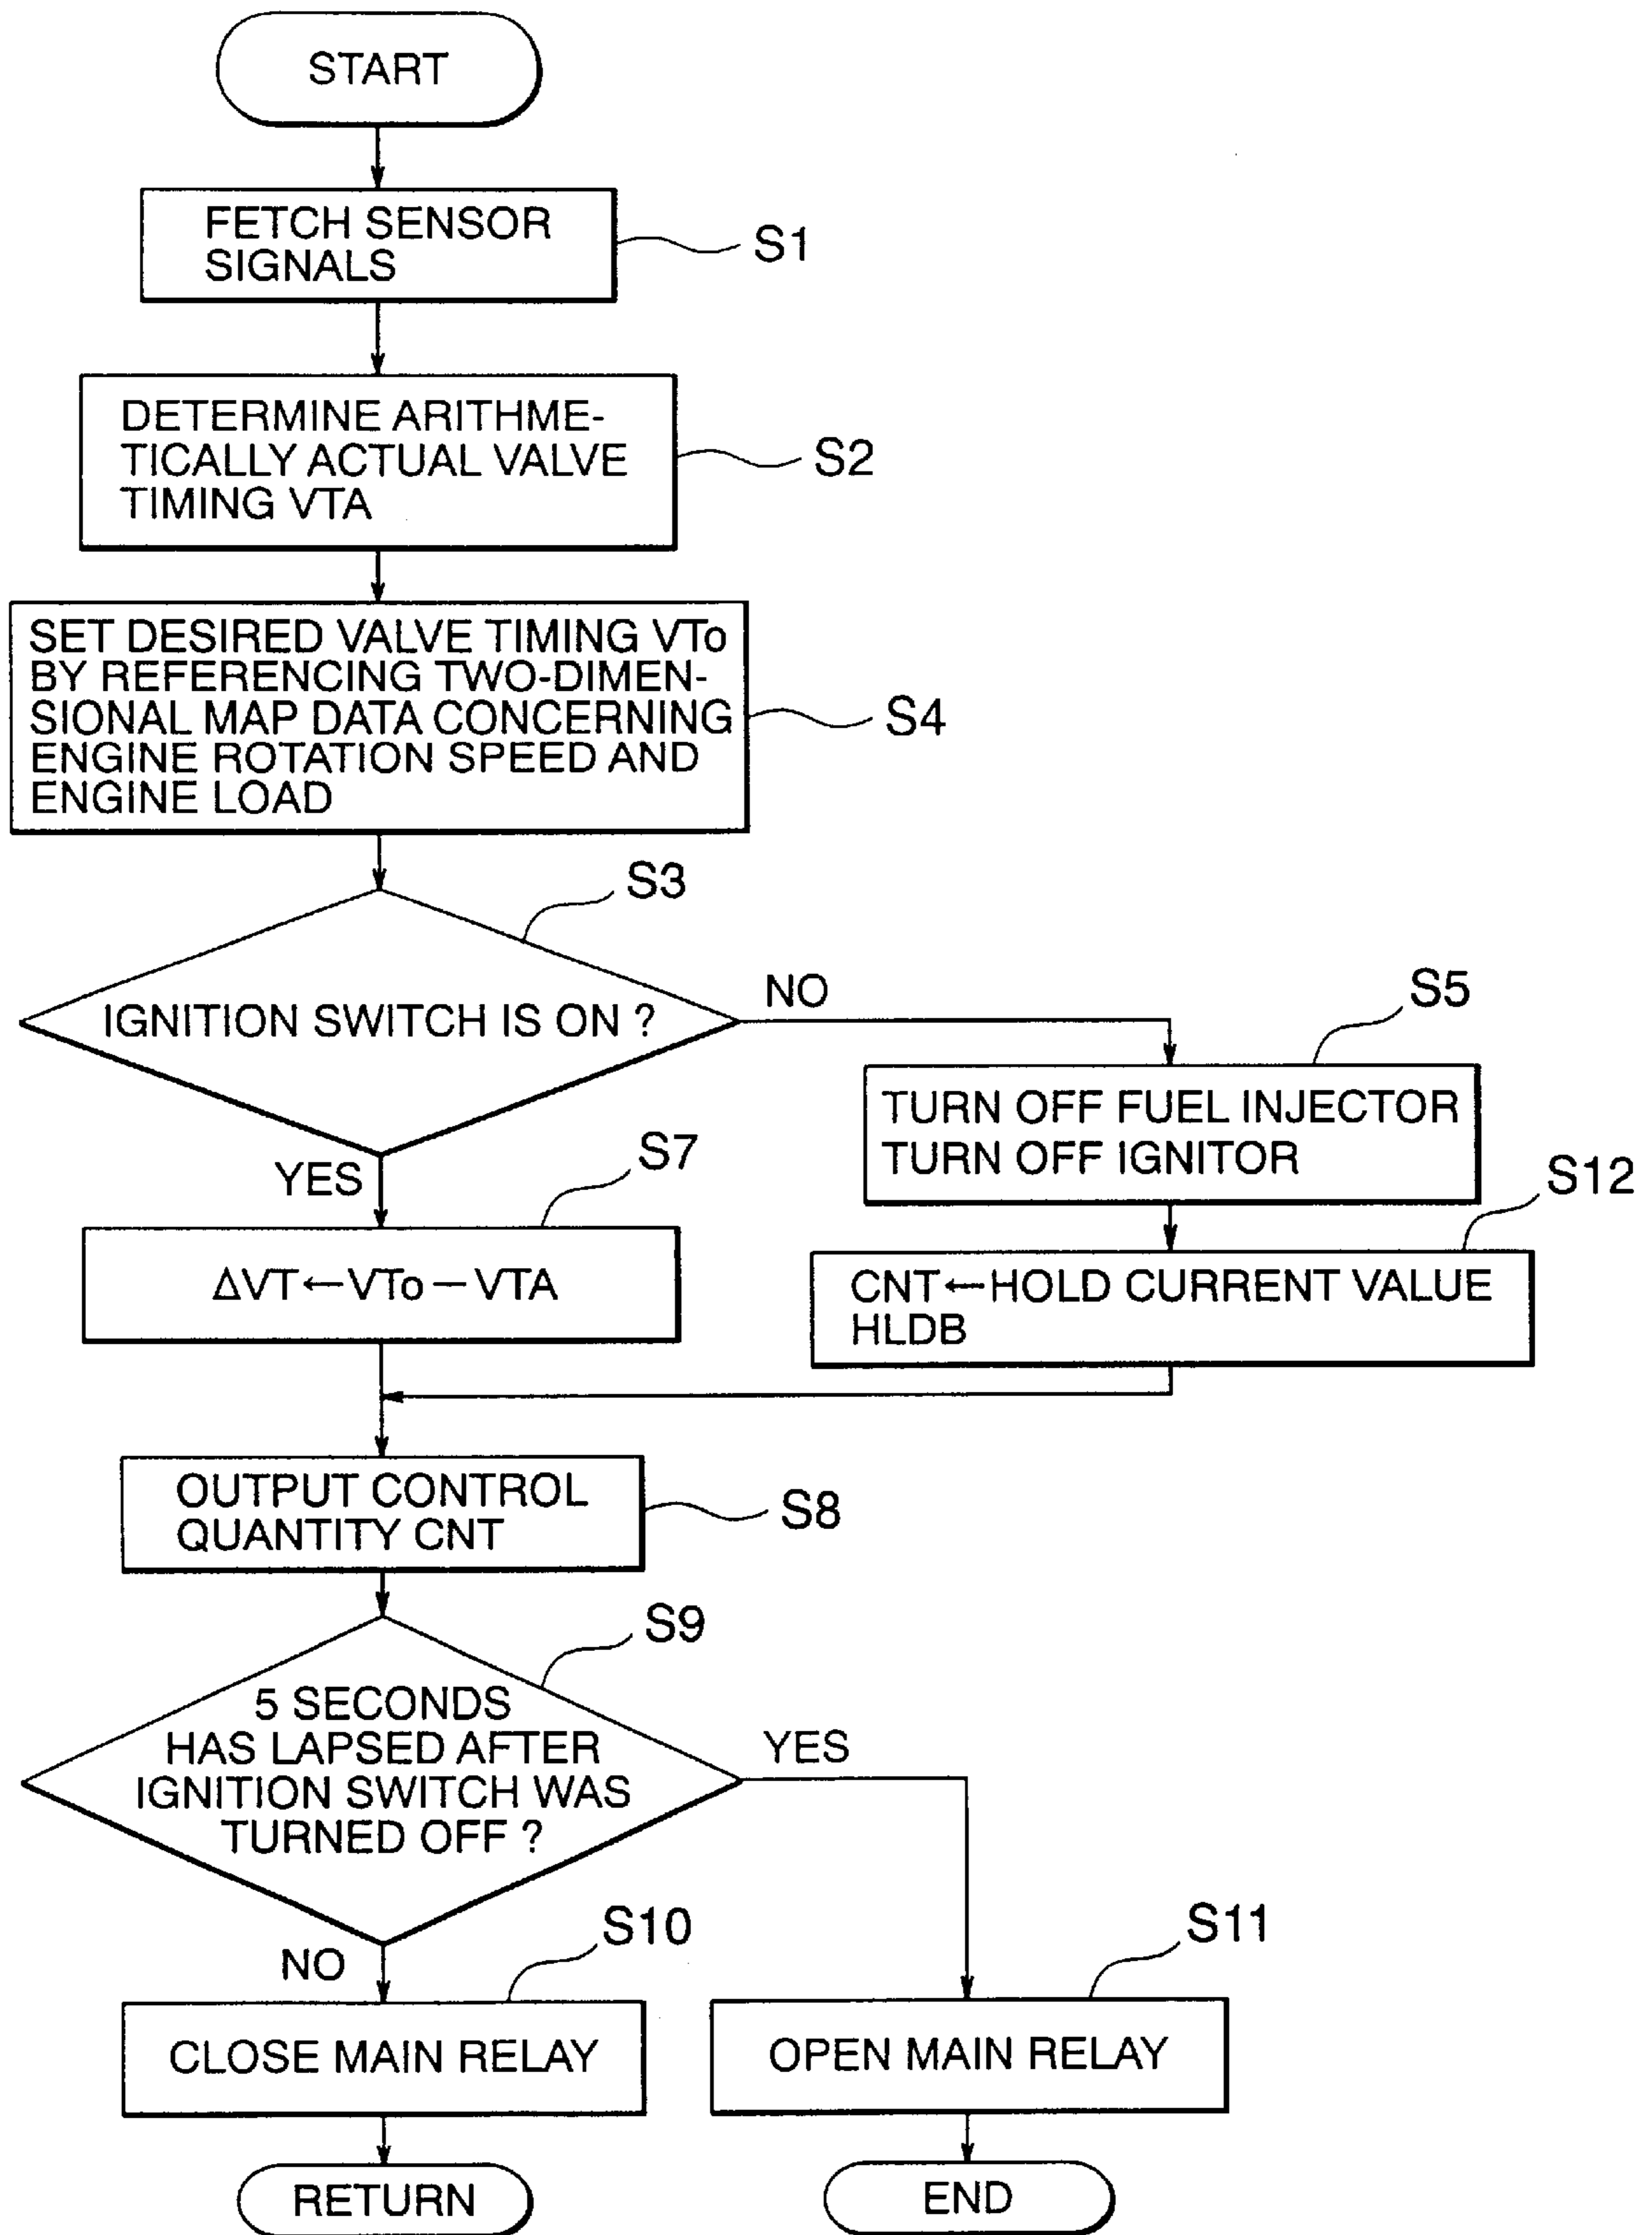 START
FETCH SENSOR
SIGNALS
S1
DETERMINE ARITHME-
TICALLY ACTUAL VALVE
TIMING VTA
S2
SET DESIRED VALVE TIMING VTo
BY REFERENCING TWO-DIMEN-
SIONAL MAP DATA CONCERNING
ENGINE ROTATION SPEED AND
ENGINE LOAD
S4
S3
IGNITION SWITCH IS ON ?
NO
S5
TURN OFF FUEL INJECTOR
TURN OFF IGNITOR
YES
S7
ΔVT←VTo－VTA
S12
CNT←HOLD CURRENT VALUE
HLDB
OUTPUT CONTROL
QUANTITY CNT
S8
S9
5 SECONDS
HAS LAPSED AFTER
IGNITION SWITCH WAS
TURNED OFF ?
YES
NO
S10
CLOSE MAIN RELAY
S11
OPEN MAIN RELAY
RETURN
END